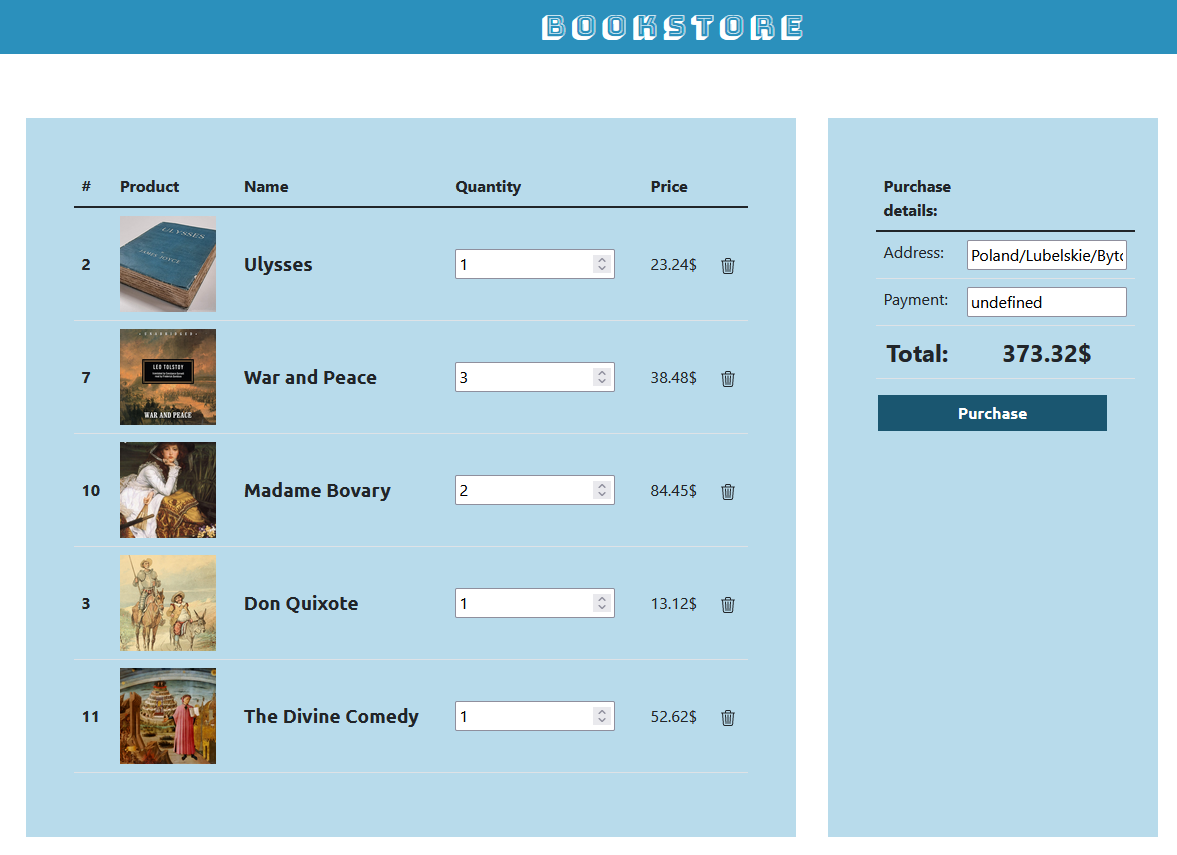 BOOKSTORE
# Product Name Quantity Price
ULYSSES
JAMES JOYCE
2 Ulysses 1 23.24$
UNABRIDGED
LEO TOLSTOY
WAR AND PEACE
7 War and Peace 3 38.48$
10 Madame Bovary 2 84.45$
3 Don Quixote 1 13.12$
11 The Divine Comedy 1 52.62$
Purchase
details:
Address: Poland/Lubelskie/Byto
Payment: undefined
Total: 373.32$
Purchase